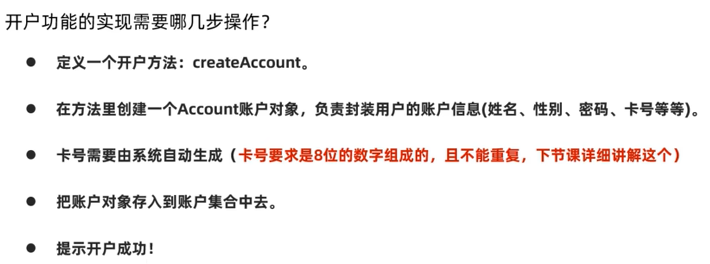 开户功能的实现需要哪几步操作？
● 定义一个开户方法：createAccount。
● 在方法里创建一个Account账户对象，负责封装用户的账户信息(姓名、性别、密码、卡号等等)。
● 卡号需要由系统自动生成（卡号要求是8位的数字组成的，且不能重复，下节课详细讲解这个）
● 把账户对象存入到账户集合中去。
● 提示开户成功！